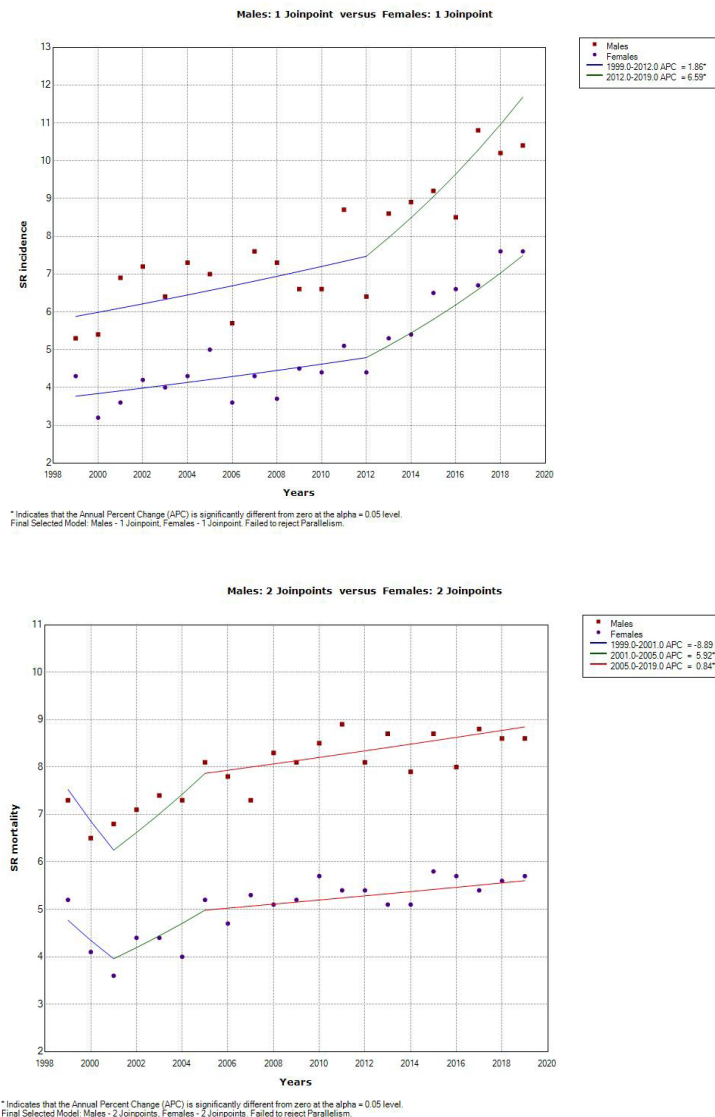 Males: 1 Joinpoint versus Females: 1 Joinpoint
13
12
11
10
9
8
7
6
5
4
3
2
SR incidence
1998 2000 2002 2004 2006 2008 2010 2012 2014 2016 2018 2020
Years
Males
Females
1999.0-2012.0 APC = 1.86*
2012.0-2019.0 APC = 6.59*
* Indicates that the Annual Percent Change (APC) is significantly different from zero at the alpha = 0.05 level.
Final Selected Model: Males - 1 Joinpoint, Females - 1 Joinpoint. Failed to reject Parallelism.
Males: 2 Joinpoints versus Females: 2 Joinpoints
11
10
9
8
7
6
5
4
3
2
SR mortality
1998 2000 2002 2004 2006 2008 2010 2012 2014 2016 2018 2020
Years
Males
Females
1999.0-2001.0 APC = -8.89
2001.0-2005.0 APC = 5.92*
2005.0-2019.0 APC = 0.84*
* Indicates that the Annual Percent Change (APC) is significantly different from zero at the alpha = 0.05 level.
Final Selected Model: Males - 2 Joinpoints, Females - 2 Joinpoints. Failed to reject Parallelism.